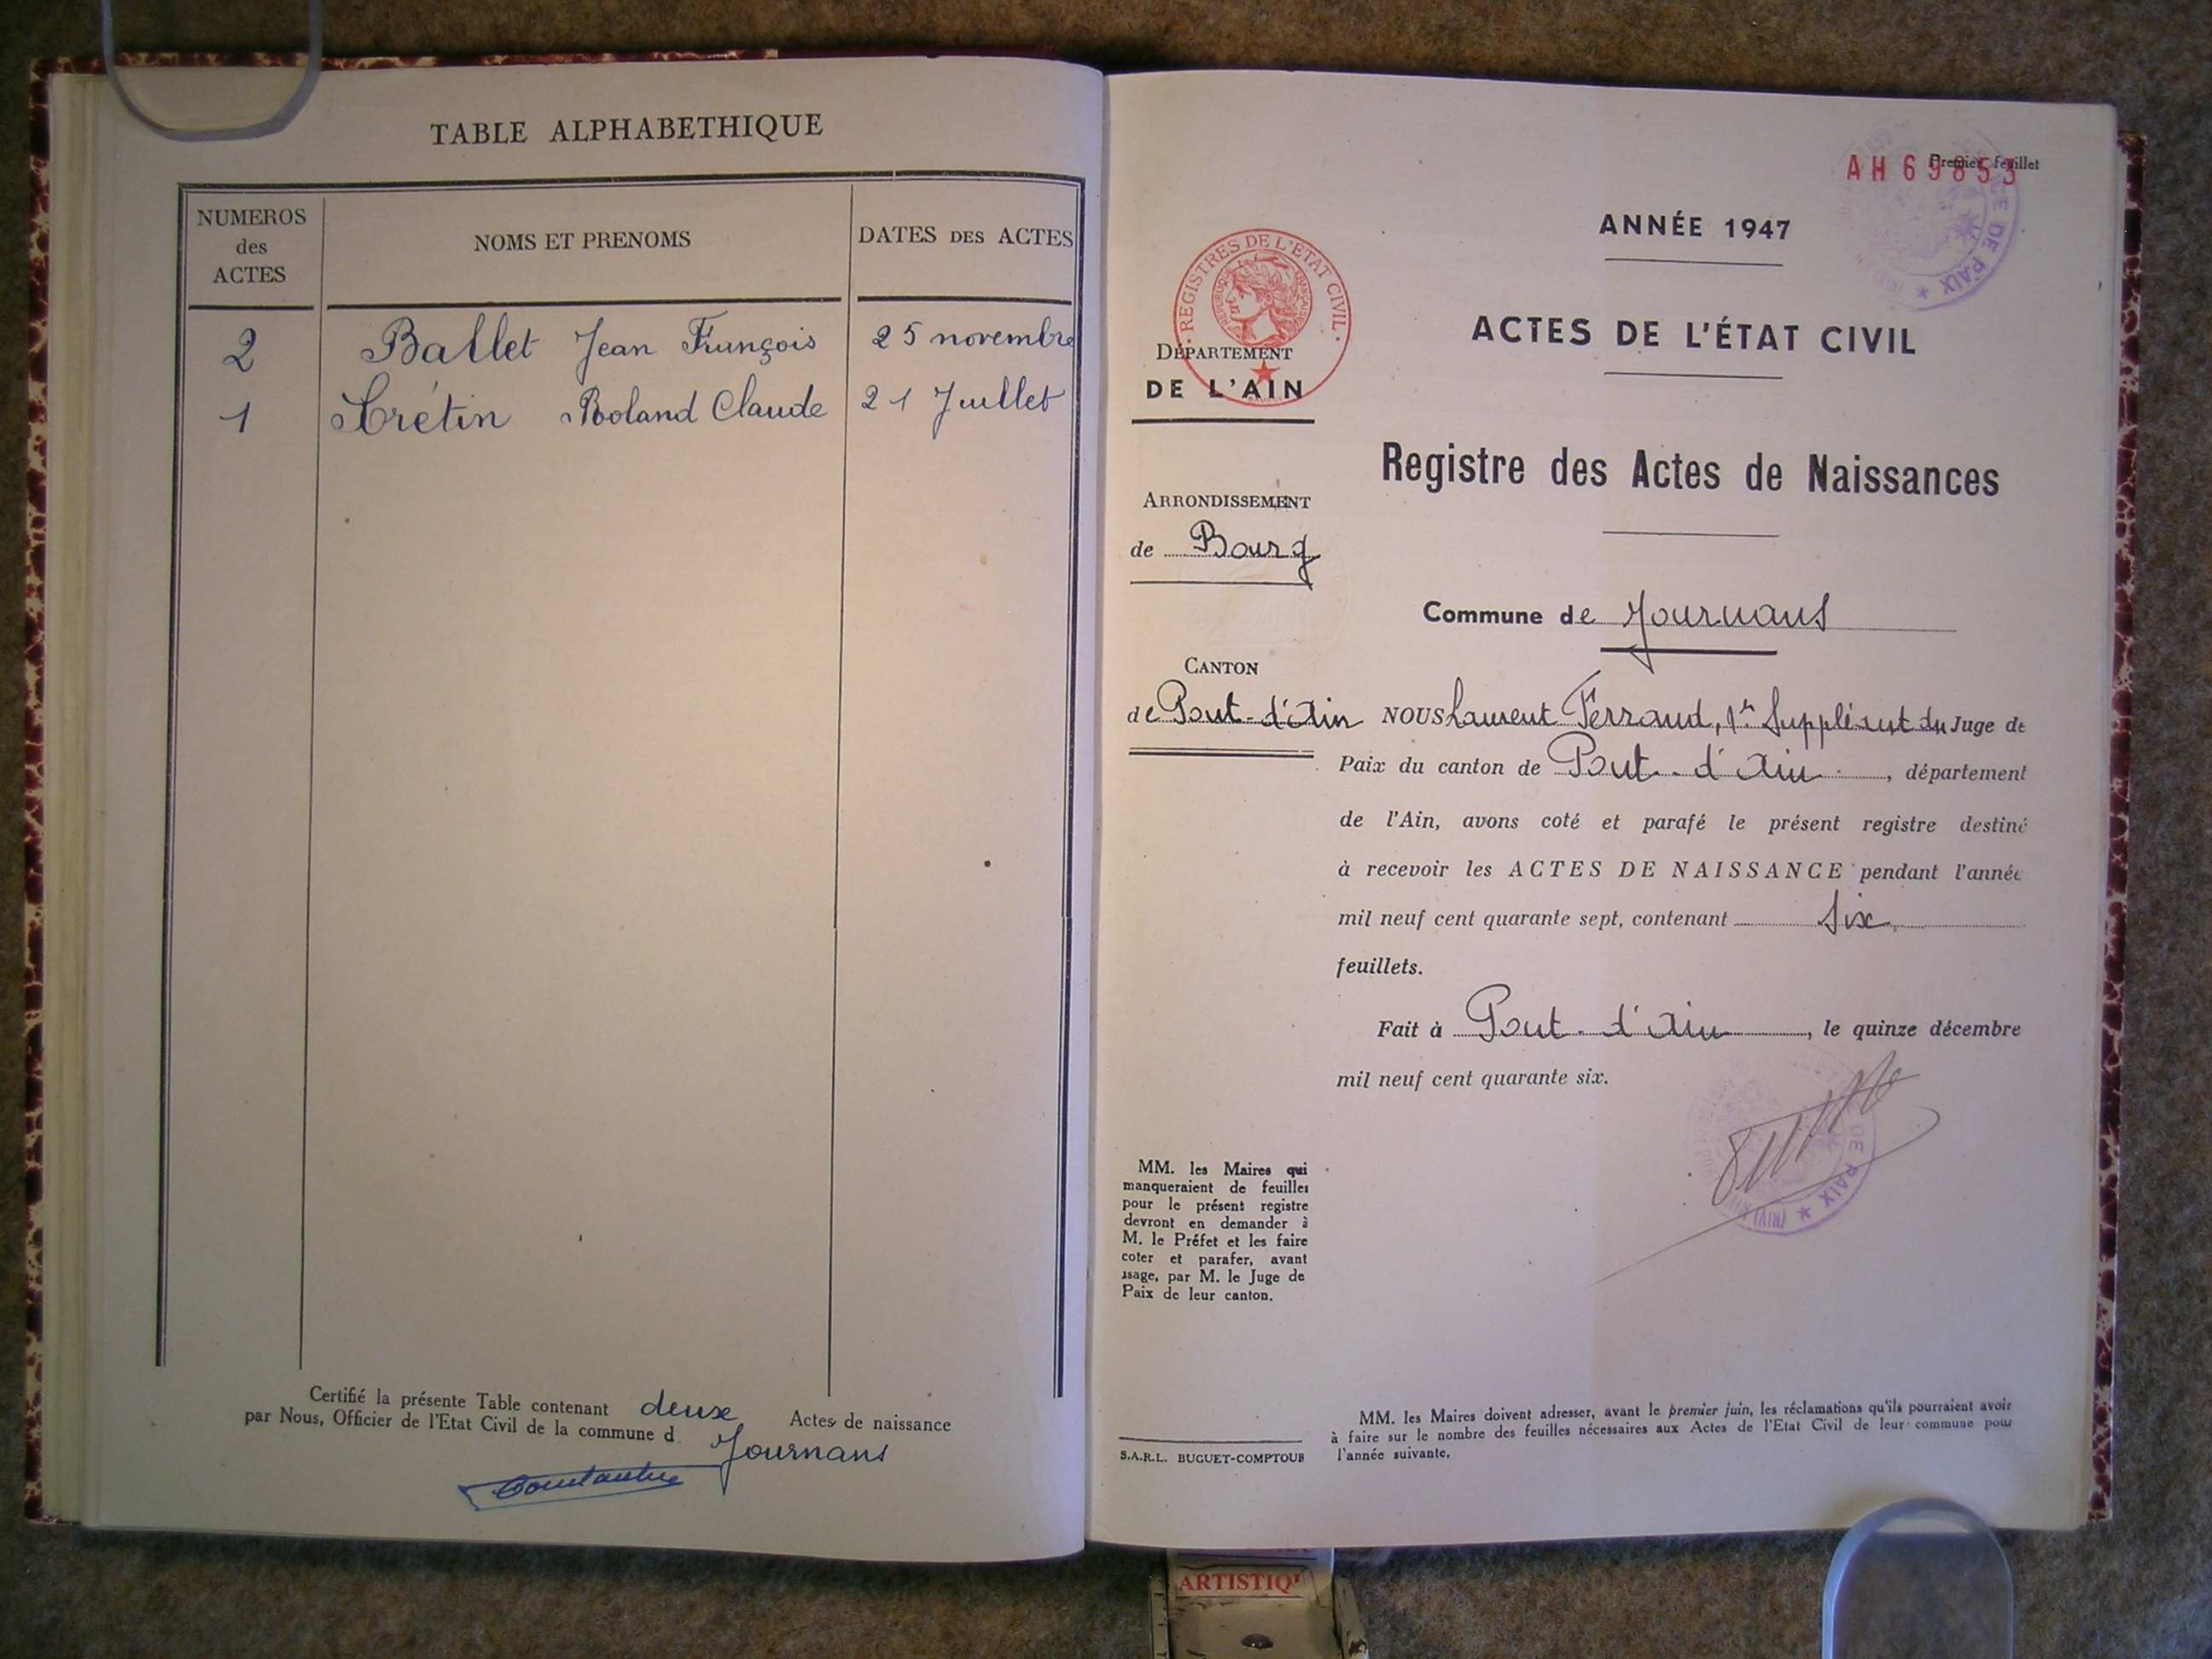 TABLE ALPHABETHIQUE
NUMEROS
des
ACTES
NOMS ET PRENOMS
DATES DES ACTES
2 Ballet Jean François 25 novembre
1 Crétin Roland Claude 21 Juillet
Certifié la présente Table contenant deux Actes de naissance
par Nous, Officier de l'Etat Civil de la commune d Journans
Premier feuillet
AH 69853
REGISTRES DE L'ETAT CIVIL
DÉPARTEMENT
DE L'AIN
ARRONDISSEMENT
de Bourg
CANTON
de Pont-d'Ain
MM. les Maires qui
manqueraient de feuilles
pour le présent registre
devront en demander à
M. le Préfet et les faire
coter et parafer, avant
usage, par M. le Juge de
Paix de leur canton.
S.A.R.L. BUGUET-COMPTOUR
ANNÉE 1947
DE PAIX
ACTES DE L'ÉTAT CIVIL
Registre des Actes de Naissances
Commune de Journans
NOUS Laurent Ferraud, 1er Suppléant du Juge de
Paix du canton de Pont-d'Ain, département
de l'Ain, avons coté et parafé le présent registre destiné
à recevoir les ACTES DE NAISSANCE pendant l'année
mil neuf cent quarante sept, contenant Six
feuillets.
Fait à Pont-d'Ain, le quinze décembre
mil neuf cent quarante six.
DE PAIX
(AIN)
MM. les Maires doivent adresser, avant le premier juin, les réclamations qu'ils pourraient avoir
à faire sur le nombre des feuilles nécessaires aux Actes de l'Etat Civil de leur commune pour
l'année suivante.